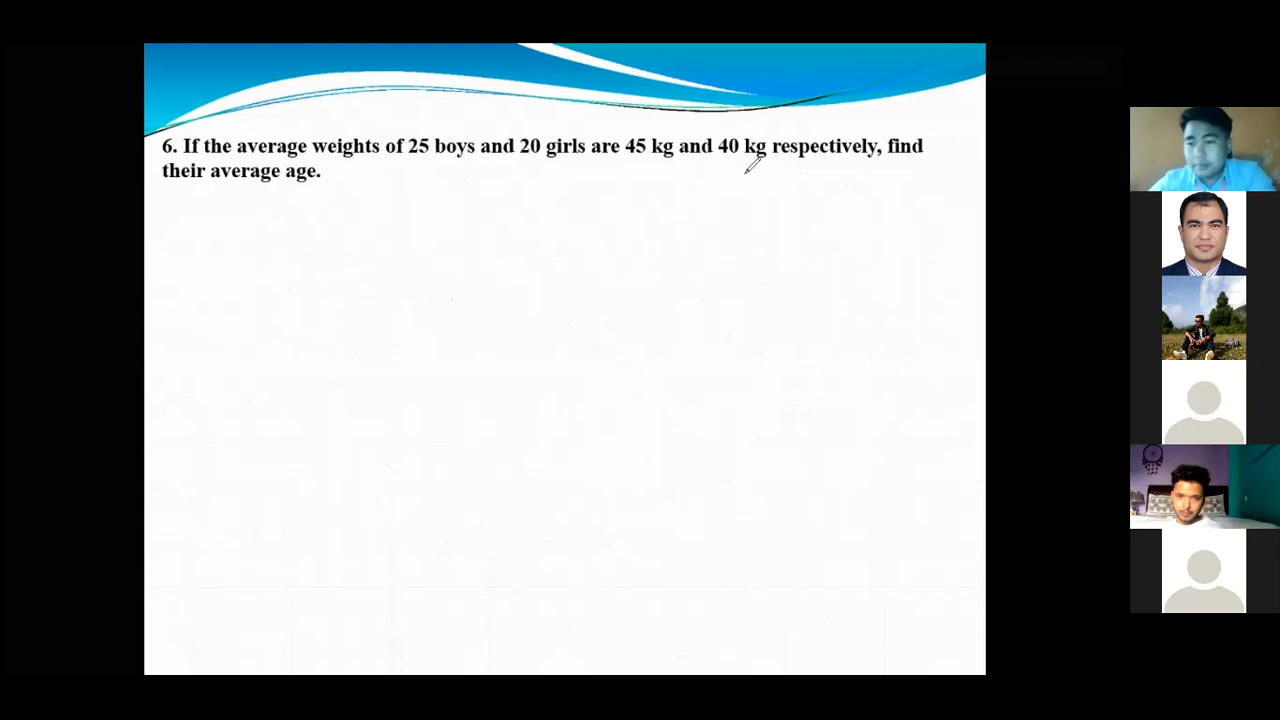 6. If the average weights of 25 boys and 20 girls are 45 kg and 40 kg respectively, find
their average age.